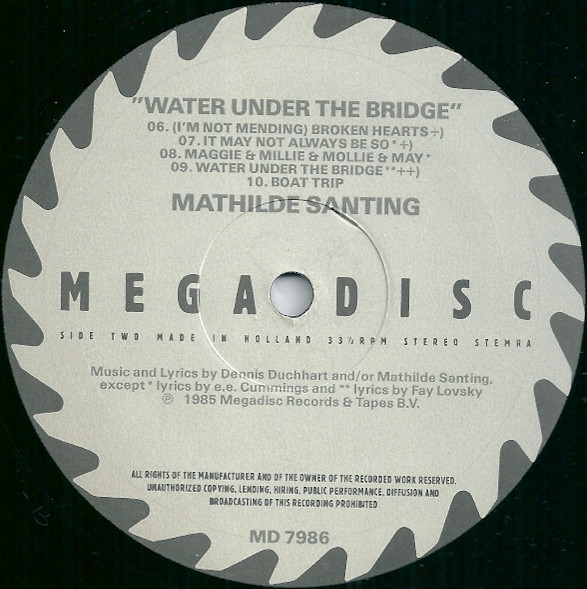 "WATER UNDER THE BRIDGE"
06. (I'M NOT MENDING) BROKEN HEARTS+)
07. IT MAY NOT ALWAYS BE SO*+)
08. MAGGIE & MILLIE & MOLLIE & MAY*
09. WATER UNDER THE BRIDGE**++)
10. BOAT TRIP
MATHILDE SANTING
MEGADISC
SIDE TWO MADE IN HOLLAND 33⅓RPM STEREO STEMRA
Music and Lyrics by Dennis Duchhart and/or Mathilde Santing,
except * lyrics by e.e. Cummings and ** lyrics by Fay Lovsky
℗ 1985 Megadisc Records & Tapes B.V.
ALL RIGHTS OF THE MANUFACTURER AND OF THE OWNER OF THE RECORDED WORK RESERVED.
UNAUTHORIZED COPYING, LENDING, HIRING, PUBLIC PERFORMANCE, DIFFUSION AND
BROADCASTING OF THIS RECORDING PROHIBITED
MD 7986